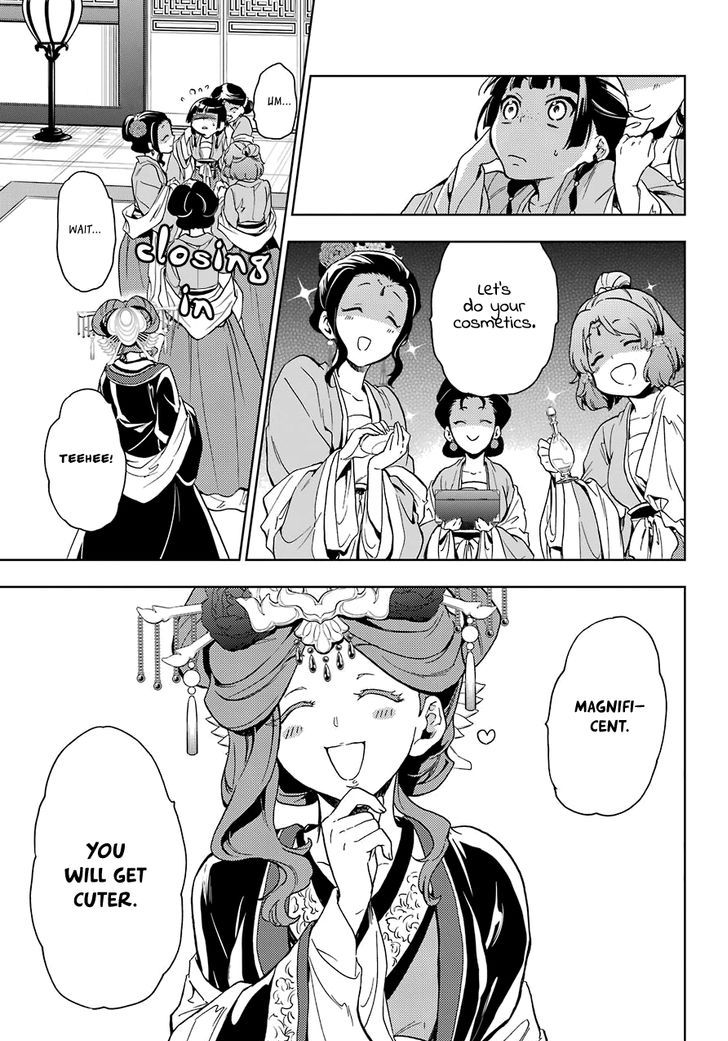 Let's
do your
cosmetics.
UM...
WAIT...
closing
in
TEEHEE!
MAGNIFI-
CENT.
YOU
WILL GET
CUTER.